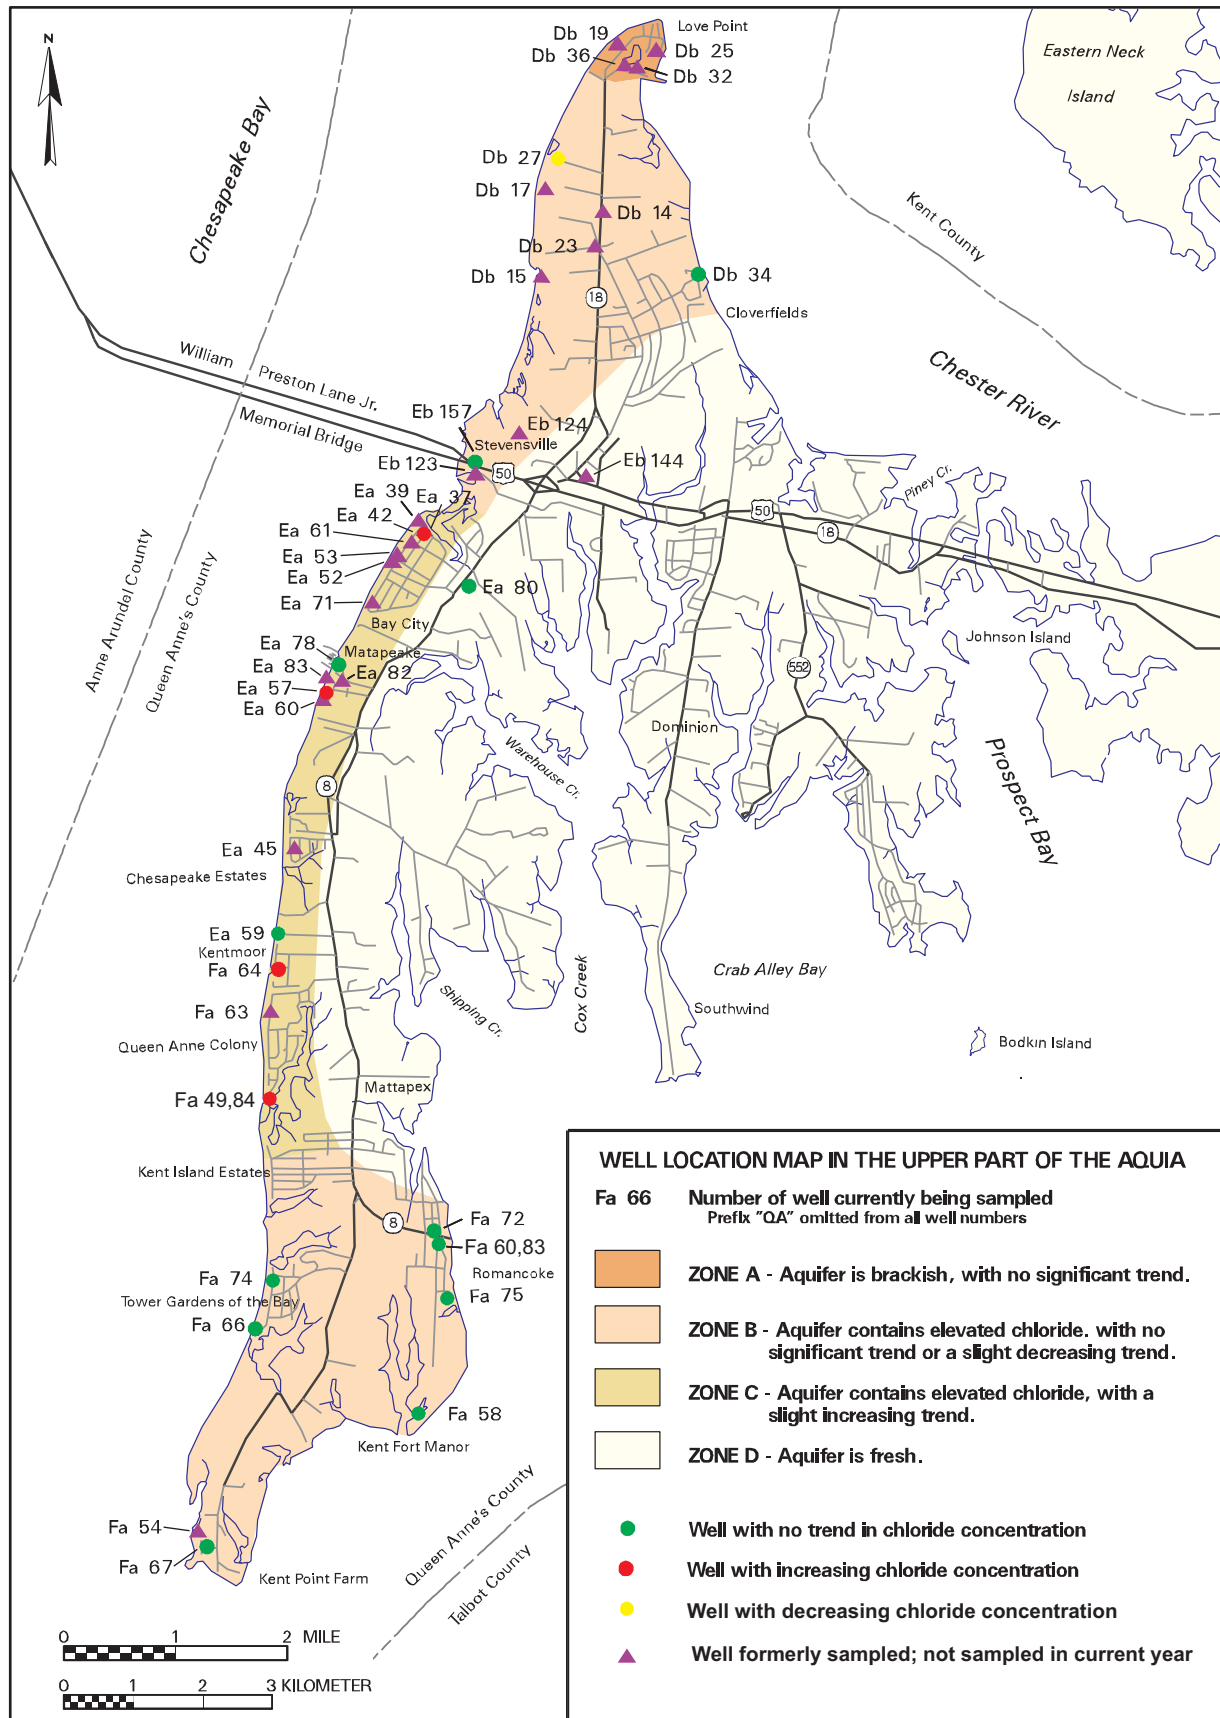 N
Chesapeake Bay
Love Point
Db 19
Db 36
Db 25
Db 32
Eastern Neck
Island
Db 27
Db 17
Db 14
Db 23
Db 15
Db 34
18
Cloverfields
Kent County
Chester River
William Preston Lane Jr.
Memorial Bridge
Eb 157
Eb 124
Stevensville
Eb 123
50
Eb 144
Ea 39
Ea 37
Ea 42
Ea 61
Ea 53
Ea 52
Ea 71
Ea 80
Bay City
50
18
Piney Cr.
Anne Arundel County
Queen Anne's County
Ea 78
Matapeake
Ea 83
Ea 82
Ea 57
Ea 60
Johnson Island
552
Dominion
Warehouse Cr.
Prospect Bay
8
Ea 45
Chesapeake Estates
Ea 59
Kentmoor
Fa 64
Fa 63
Queen Anne Colony
Shipping Cr.
Cox Creek
Crab Alley Bay
Southwind
Bodkin Island
Mattapex
Fa 49,84
Kent Island Estates
8
Fa 72
Fa 60,83
Romancoke
Fa 74
Tower Gardens of the Bay
Fa 75
Fa 66
Fa 58
Kent Fort Manor
Fa 54
Fa 67
Kent Point Farm
Queen Anne's County
Talbot County
0 1 2 MILE
0 1 2 3 KILOMETER
WELL LOCATION MAP IN THE UPPER PART OF THE AQUIA
Fa 66 Number of well currently being sampled
Prefix "QA" omitted from all well numbers
ZONE A - Aquifer is brackish, with no significant trend.
ZONE B - Aquifer contains elevated chloride. with no
significant trend or a slight decreasing trend.
ZONE C - Aquifer contains elevated chloride, with a
slight increasing trend.
ZONE D - Aquifer is fresh.
Well with no trend in chloride concentration
Well with increasing chloride concentration
Well with decreasing chloride concentration
Well formerly sampled; not sampled in current year